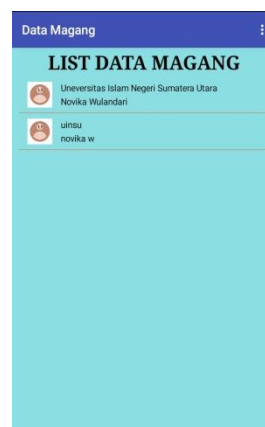 Data Magang
LIST DATA MAGANG
Uneversitas Islam Negeri Sumatera Utara
Novika Wulandari
uinsu
novika w